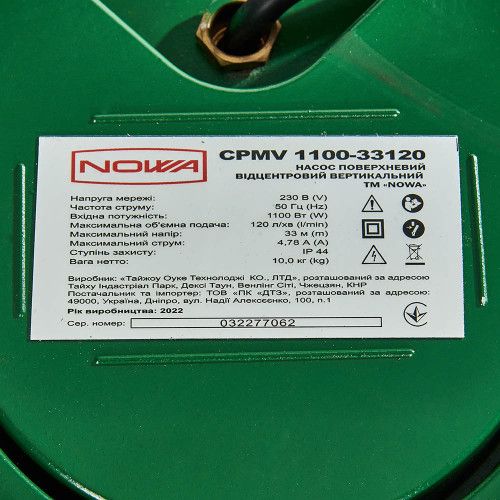 NOWA
CPMV 1100-33120
НАСОС ПОВЕРХНЕВИЙ
ВІДЦЕНТРОВИЙ ВЕРТИКАЛЬНИЙ
ТМ «NOWA»
Напруга мережі: 230 В (V)
Частота струму: 50 Гц (Hz)
Вхідна потужність: 1100 Вт (W)
Максимальна об'ємна подача: 120 л/хв (l/min)
Максимальний напір: 33 м (m)
Максимальний струм: 4,78 А (A)
Ступінь захисту: IP 44
Вага нетто: 10,0 кг (kg)
Виробник: «Тайжоу Оуке Технолоджі КО., ЛТД», розташований за адресою
Тайху Індастріал Парк, Дексі Таун, Венлінг Сіті, Чжецзян, КНР
Постачальник та імпортер: ТОВ «ПК «ДТЗ», розташований за адресою:
49000, Україна, Дніпро, вул. Надії Алексєєнко, 100, п.1
Рік виробництва: 2022
Сер. номер: 032277062